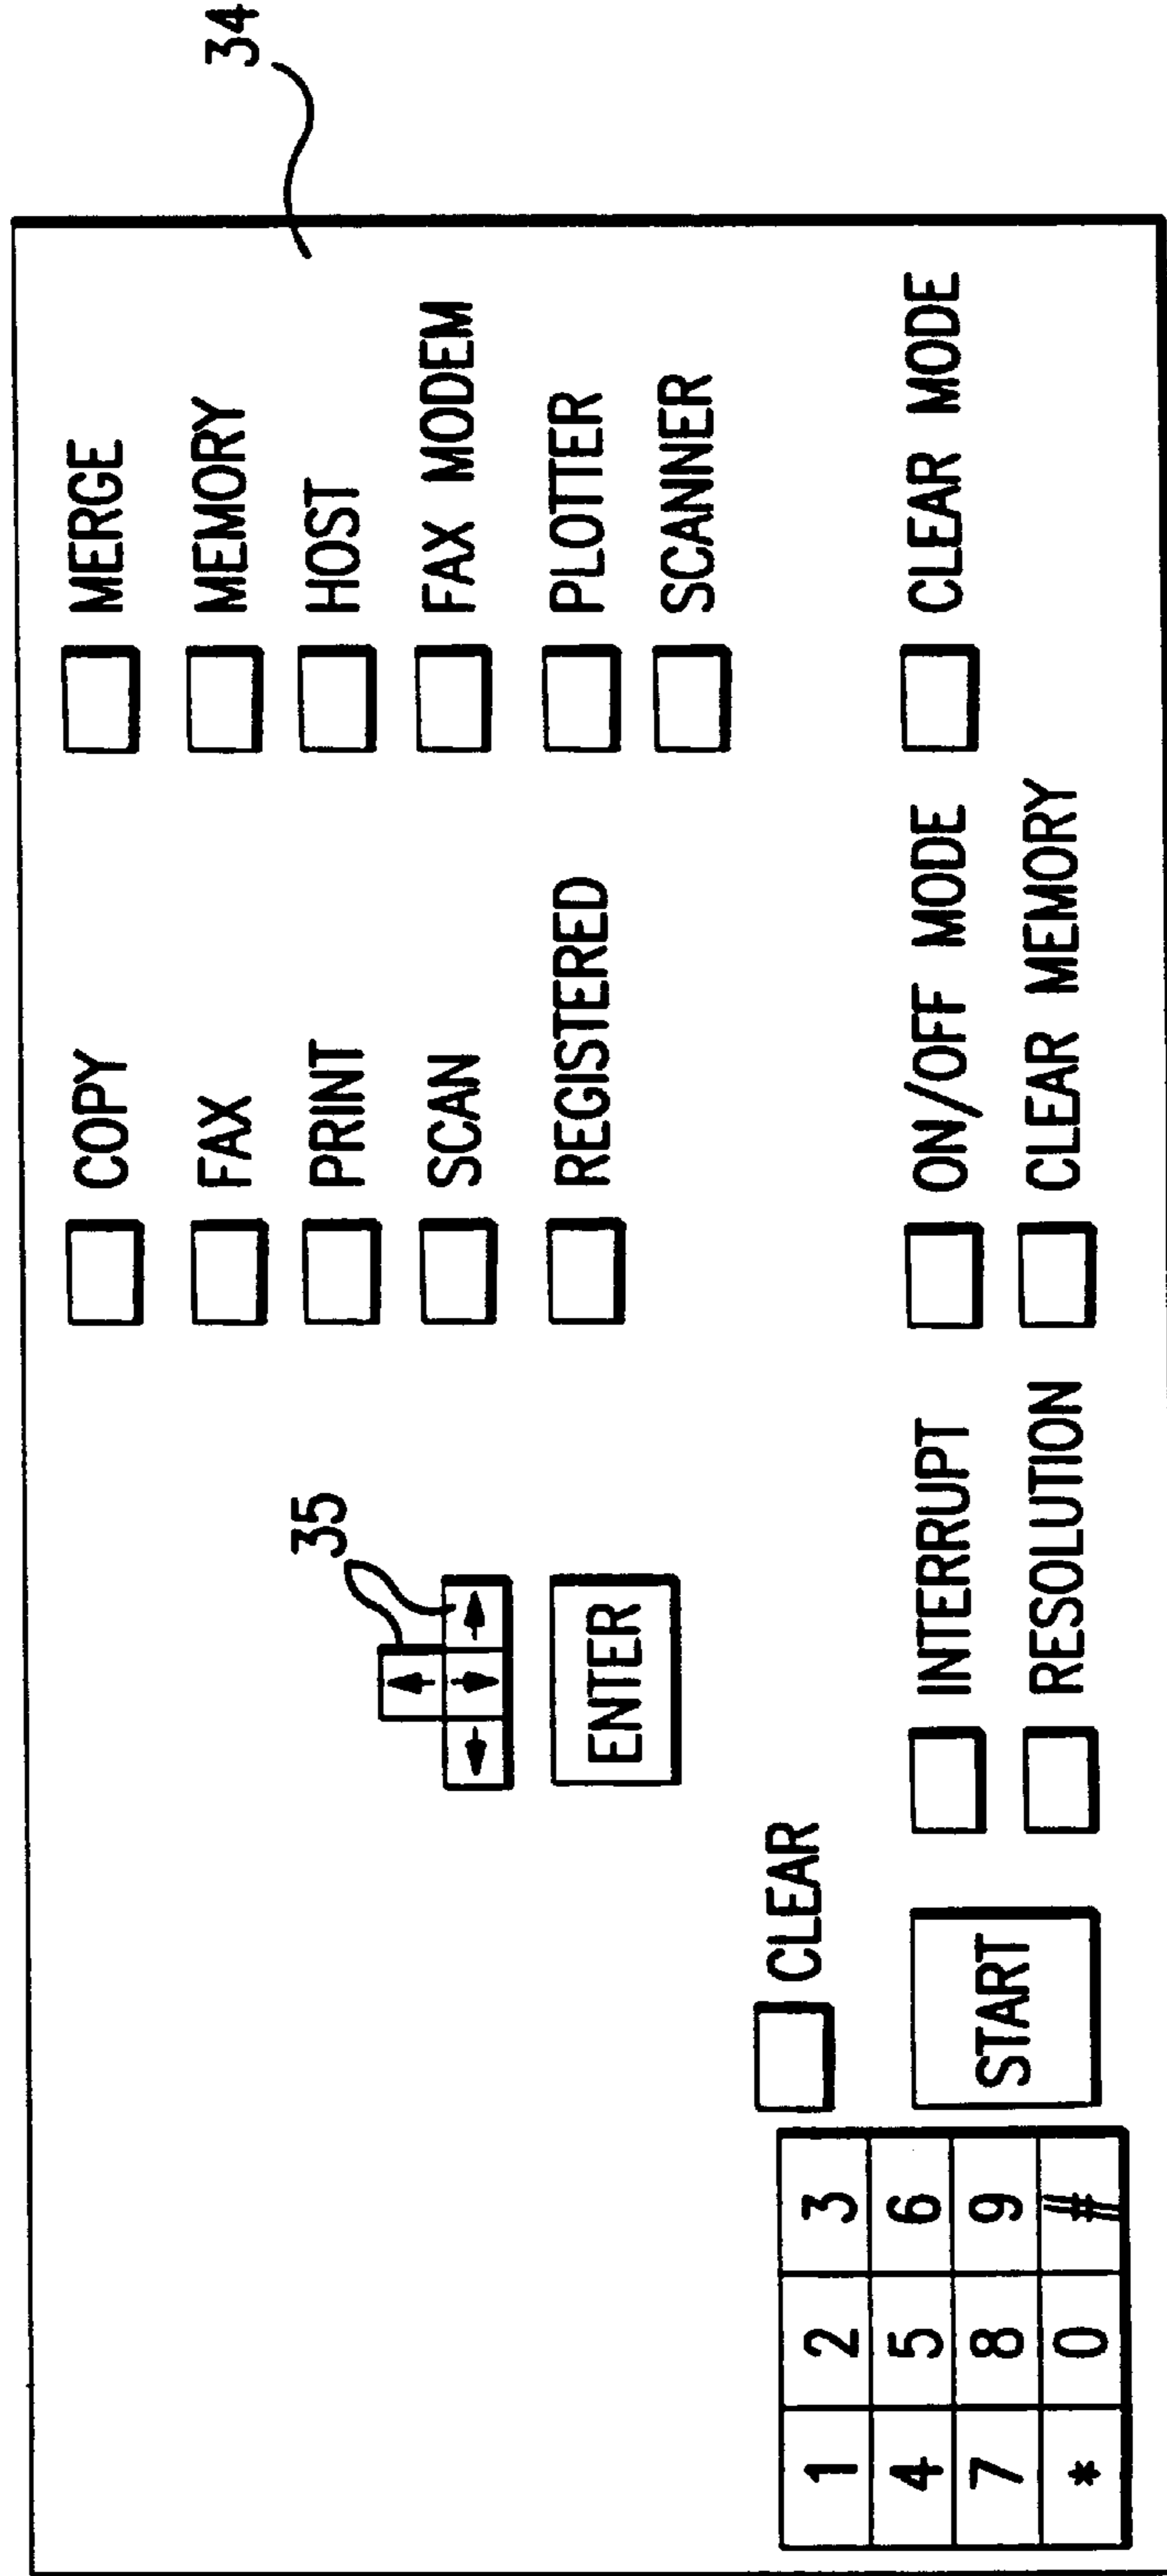 34
COPY
MERGE
FAX
MEMORY
PRINT
HOST
35
SCAN
FAX MODEM
ENTER
REGISTERED
PLOTTER
SCANNER
CLEAR
1 2 3
4 5 6
7 8 9
* 0 #
START
INTERRUPT
ON/OFF MODE
CLEAR MODE
RESOLUTION
CLEAR MEMORY